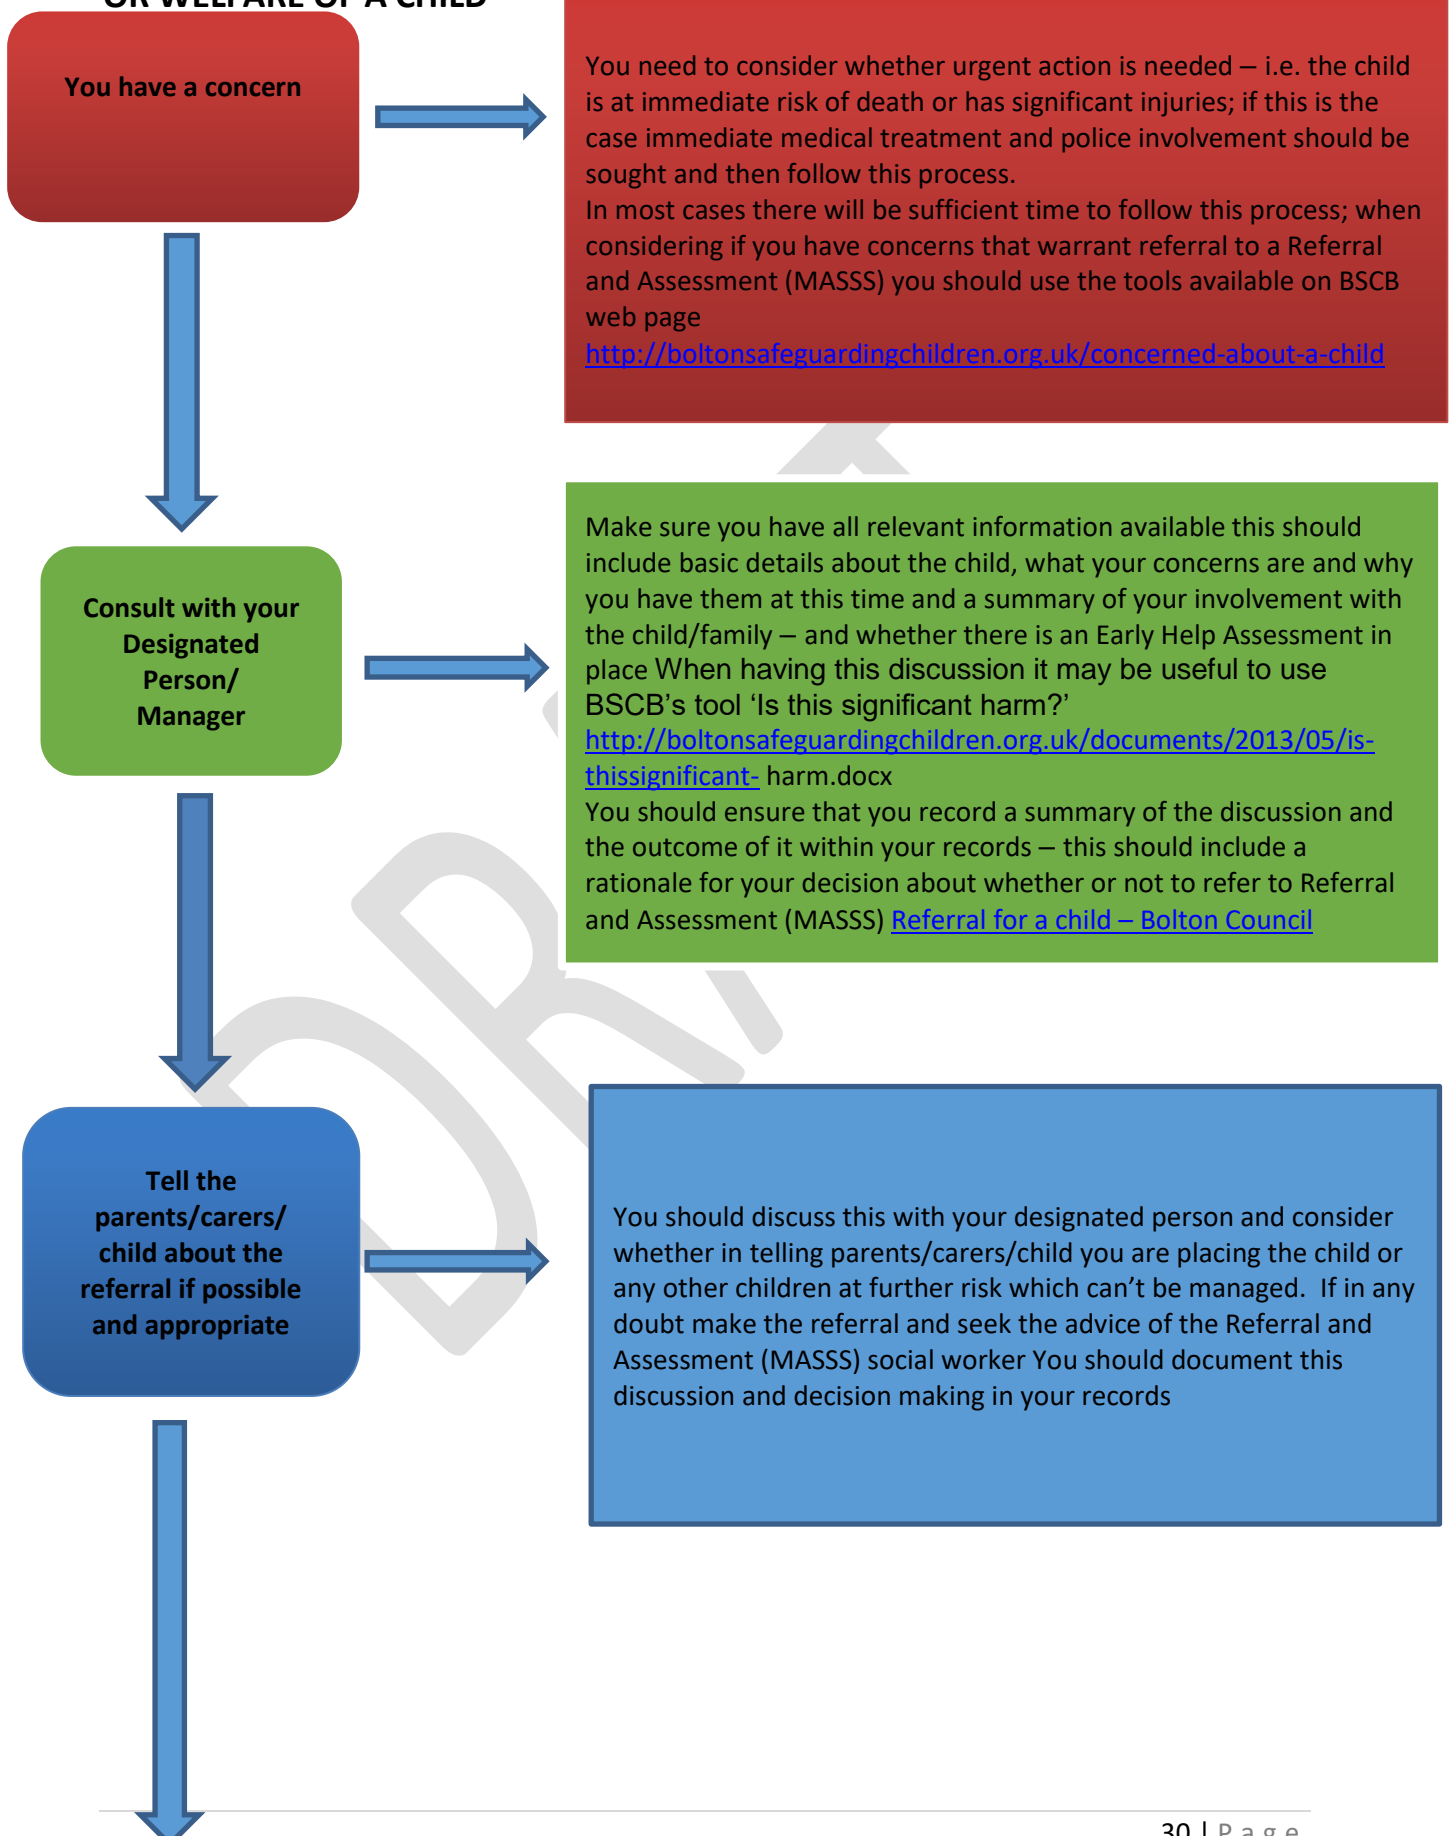 OR WELFARE OF A CHILD
You have a concern
You need to consider whether urgent action is needed – i.e. the child
is at immediate risk of death or has significant injuries; if this is the
case immediate medical treatment and police involvement should be
sought and then follow this process.
In most cases there will be sufficient time to follow this process; when
considering if you have concerns that warrant referral to a Referral
and Assessment (MASSS) you should use the tools available on BSCB
web page
http://boltonsafeguardingchildren.org.uk/concerned-about-a-child
Consult with your
Designated
Person/
Manager
Make sure you have all relevant information available this should
include basic details about the child, what your concerns are and why
you have them at this time and a summary of your involvement with
the child/family – and whether there is an Early Help Assessment in
place When having this discussion it may be useful to use
BSCB’s tool ‘Is this significant harm?’
http://boltonsafeguardingchildren.org.uk/documents/2013/05/is-
thissignificant- harm.docx
You should ensure that you record a summary of the discussion and
the outcome of it within your records – this should include a
rationale for your decision about whether or not to refer to Referral
and Assessment (MASSS) Referral for a child – Bolton Council
Tell the
parents/carers/
child about the
referral if possible
and appropriate
You should discuss this with your designated person and consider
whether in telling parents/carers/child you are placing the child or
any other children at further risk which can’t be managed.  If in any
doubt make the referral and seek the advice of the Referral and
Assessment (MASSS) social worker You should document this
discussion and decision making in your records
30 | Page